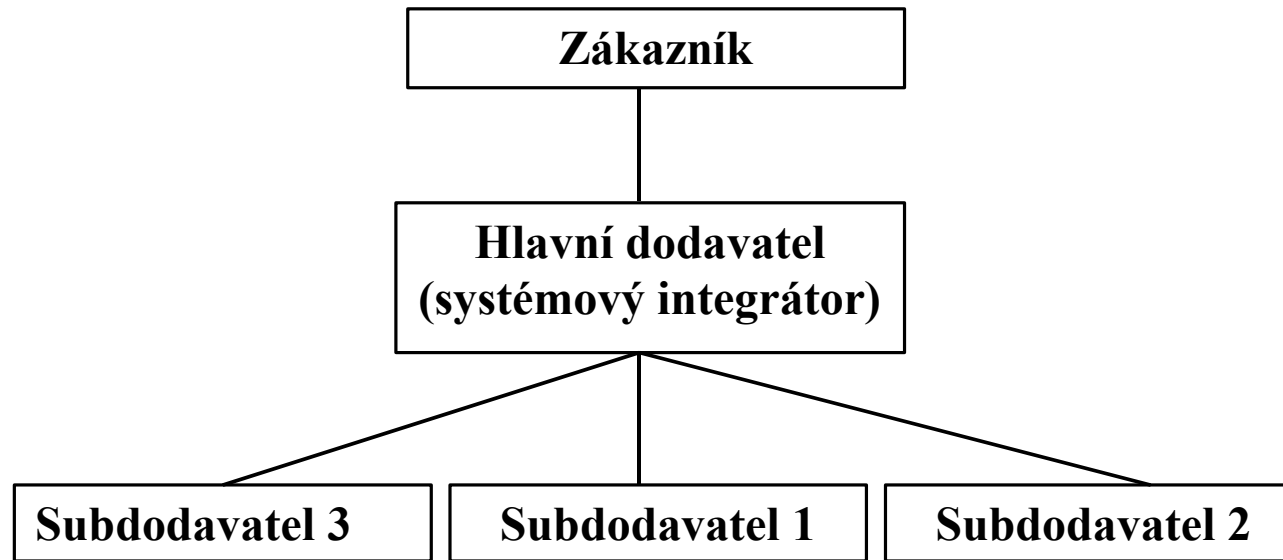 Zákazník
Hlavní dodavatel
(systémový integrátor)
Subdodavatel 3
Subdodavatel 1
Subdodavatel 2